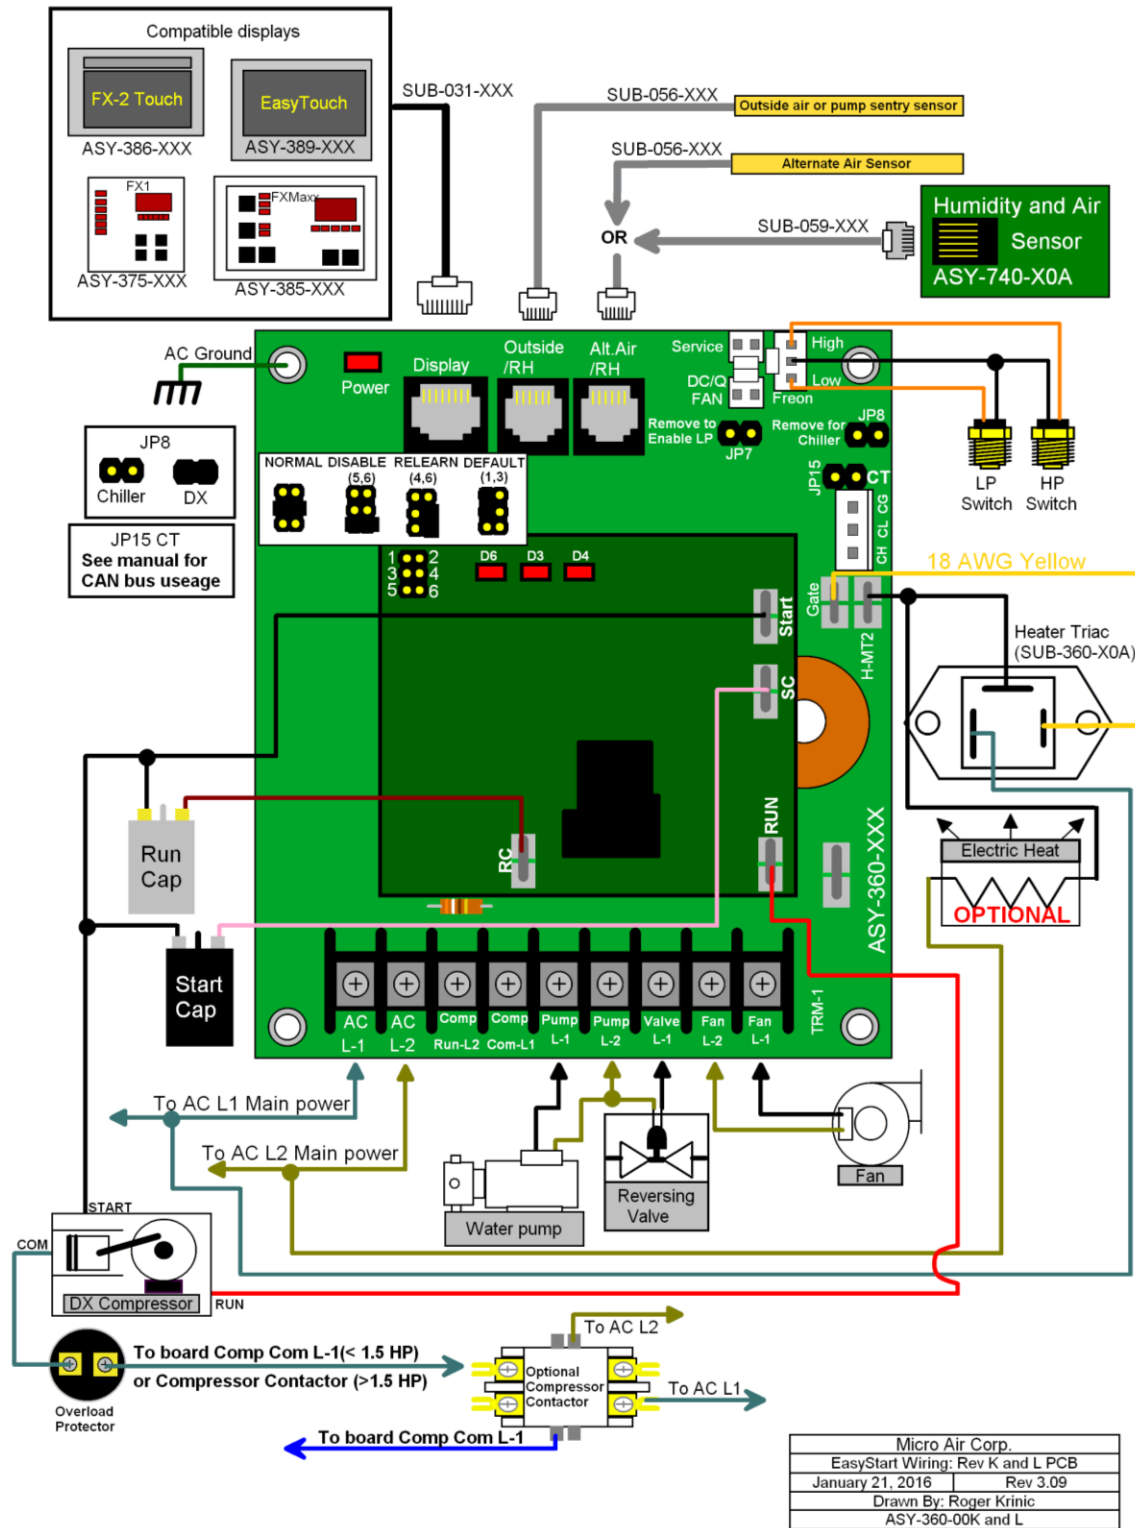 Compatible displays
FX-2 Touch
EasyTouch
ASY-386-XXX
ASY-389-XXX
FX1
FXMaxx
ASY-375-XXX
ASY-385-XXX
SUB-031-XXX
SUB-056-XXX
Outside air or pump sentry sensor
SUB-056-XXX
Alternate Air Sensor
OR
SUB-059-XXX
Humidity and Air
Sensor
ASY-740-X0A
AC Ground
Power
Display
Outside
/RH
Alt.Air
/RH
Service
DC/Q
FAN
High
Low
Freon
Remove to
Enable LP
JP7
Remove for
Chiller
JP8
JP15
CT
CG
CL
CH
LP
Switch
HP
Switch
JP8
Chiller
DX
JP15 CT
See manual for
CAN bus useage
NORMAL
DISABLE
(5,6)
RELEARN
(4,6)
DEFAULT
(1,3)
1
2
3
4
5
6
D6
D3
D4
Start
SC
RUN
RC
Gate
H-MT2
18 AWG Yellow
Heater Triac
(SUB-360-X0A)
Electric Heat
OPTIONAL
ASY-360-XXX
Run
Cap
Start
Cap
AC
L-1
AC
L-2
Comp
Run-L2
Comp
Com-L1
Pump
L-1
Pump
L-2
Valve
L-1
Fan
L-2
Fan
L-1
TRM-1
To AC L1 Main power
To AC L2 Main power
Water pump
Reversing
Valve
Fan
START
COM
DX Compressor
RUN
Overload
Protector
To board Comp Com L-1(< 1.5 HP)
or Compressor Contactor (>1.5 HP)
To AC L2
Optional
Compressor
Contactor
To AC L1
To board Comp Com L-1
Micro Air Corp.
EasyStart Wiring: Rev K and L PCB
January 21, 2016
Rev 3.09
Drawn By: Roger Krinic
ASY-360-00K and L